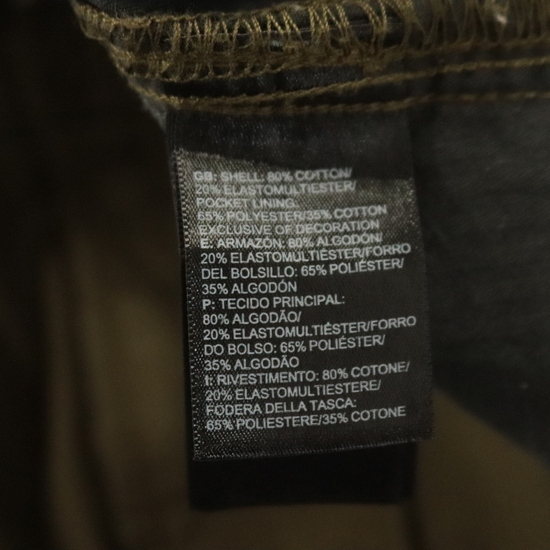 GB: SHELL: 80% COTTON/
20% ELASTOMULTIESTER/
POCKET LINING:
65% POLYESTER/35% COTTON
EXCLUSIVE OF DECORATION
E: ARMAZÓN: 80% ALGODÓN/
20% ELASTOMULTIÉSTER/FORRO
DEL BOLSILLO: 65% POLIÉSTER/
35% ALGODÓN
P: TECIDO PRINCIPAL:
80% ALGODÃO/
20% ELASTOMULTIÉSTER/FORRO
DO BOLSO: 65% POLIÉSTER/
35% ALGODÃO
I: RIVESTIMENTO: 80% COTONE/
20% ELASTOMULTIESTERE/
FODERA DELLA TASCA:
65% POLIESTERE/35% COTONE